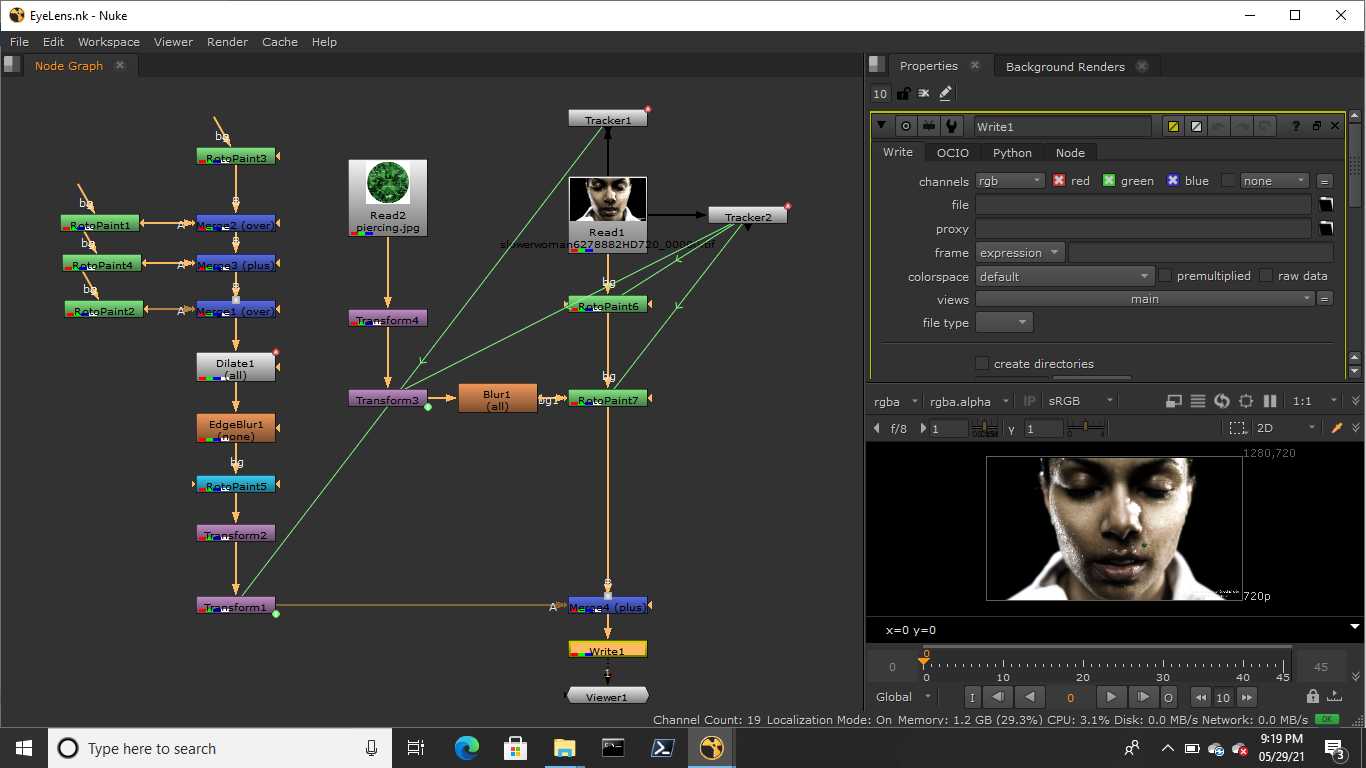 EyeLens.nk - Nuke
File Edit Workspace Viewer Render Cache Help
Node Graph
bg
RotoPaint3
bg
B
RotoPaint1
A
Merge2 (over)
bg
B
RotoPaint4
A
Merge3 (plus)
bg
B
RotoPaint2
A
Merge1 (over)
Dilate1
(all)
EdgeBlur1
(none)
bg
RotoPaint5
Transform2
Transform1
Read2
piercing.jpg
Transform4
Transform3
Blur1
(all)
bg1
Tracker1
Read1
Tracker2
bg
RotoPaint6
bg
RotoPaint7
B
A
Merge4 (plus)
Write1
1
Viewer1
Properties
Background Renders
10
Write1
?
Write OCIO Python Node
channels rgb red green blue none =
file
proxy
frame expression
colorspace default premultiplied raw data
views main =
file type
create directories
rgba rgba.alpha IP sRGB 1:1
f/8 1 γ 1 0 4 2D
1280,720
720p
x=0 y=0
0
0 0 10 20 30 40 45
45
Global I 0 O 10
Channel Count: 19 Localization Mode: On Memory: 1.2 GB (29.3%) CPU: 3.1% Disk: 0.0 MB/s Network: 0.0 MB/s OK
Type here to search
9:19 PM
05/29/21
3